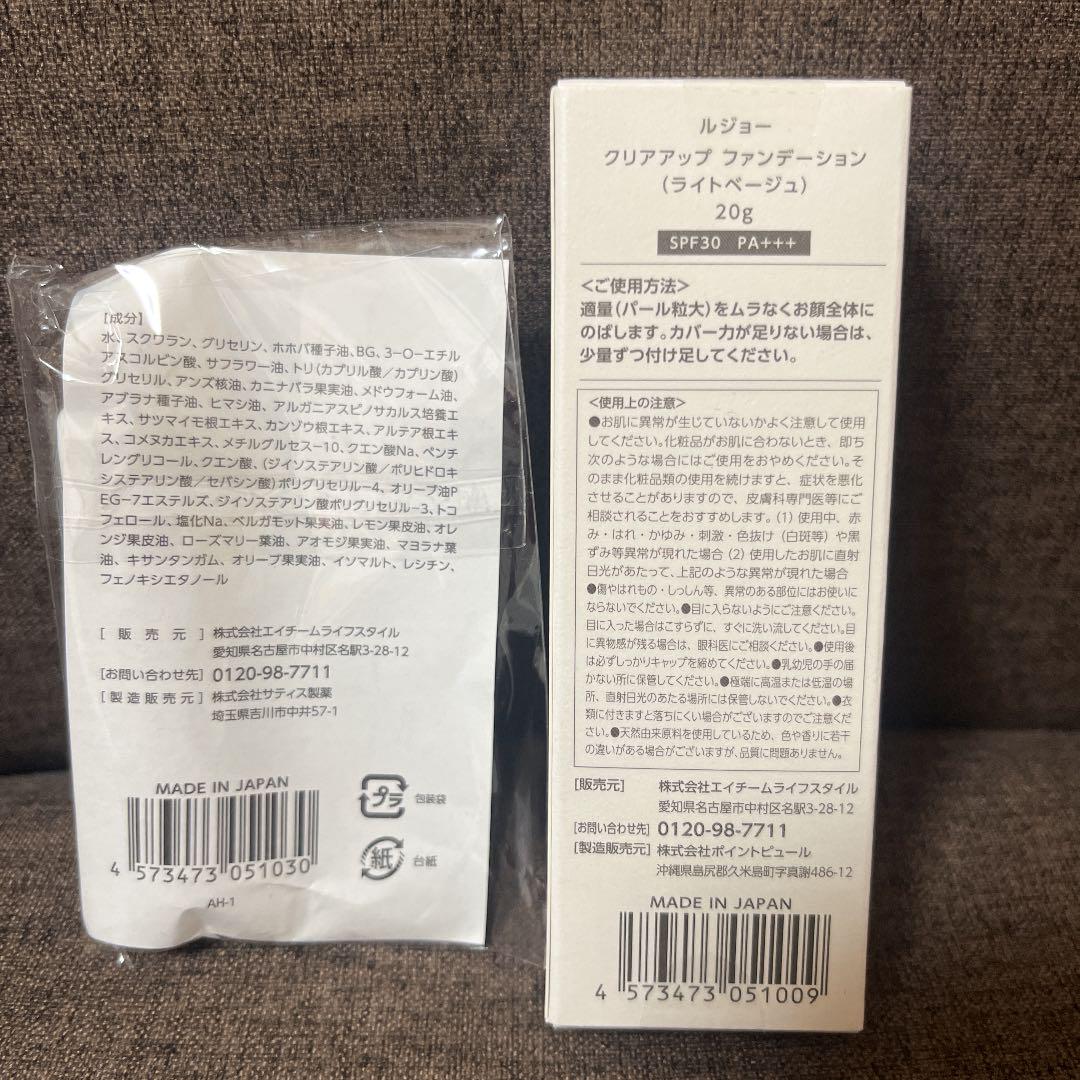 【成分】
水、スクワラン、グリセリン、ホホバ種子油、BG、3-O-エチル
アスコルビン酸、サフラワー油、トリ(カプリル酸/カプリン酸)
グリセリル、アンズ核油、カニナバラ果実油、メドウフォーム油、
アブラナ種子油、ヒマシ油、アルガニアスピノサカルス培養エ
キス、サツマイモ根エキス、カンゾウ根エキス、アルテア根エキ
ス、コメヌカエキス、メチルグルセス-10、クエン酸Na、ペンチ
レングリコール、クエン酸、(ジイソステアリン酸/ポリヒドロキ
システアリン酸/セバシン酸)ポリグリセリル-4、オリーブ油P
EG-7エステルズ、ジイソステアリン酸ポリグリセリル-3、トコ
フェロール、塩化Na、ベルガモット果実油、レモン果皮油、オレ
ンジ果皮油、ローズマリー葉油、アオモジ果実油、マヨラナ葉
油、キサンタンガム、オリーブ果実油、イソマルト、レシチン、
フェノキシエタノール
[販売元] 株式会社エイチームライフスタイル
愛知県名古屋市中村区名駅3-28-12
[お問い合わせ先] 0120-98-7711
[製造販売元] 株式会社サティス製薬
埼玉県吉川市中井57-1
MADE IN JAPAN
4 573473 051030
プラ 包装袋
紙 台紙
AH-1
ルジョー
クリアアップ ファンデーション
(ライトベージュ)
20g
SPF30 PA+++
<ご使用方法>
適量(パール粒大)をムラなくお顔全体に
のばします。カバー力が足りない場合は、
少量ずつ付け足してください。
<使用上の注意>
●お肌に異常が生じていないかよく注意して使用
してください。化粧品がお肌に合わないとき、即ち
次のような場合にはご使用をおやめください。そ
のまま化粧品類の使用を続けますと、症状を悪化
させることがありますので、皮膚科専門医等にご
相談されることをおすすめします。(1)使用中、赤
み・はれ・かゆみ・刺激・色抜け(白斑等)や黒
ずみ等異常が現れた場合(2)使用したお肌に直射
日光があたって、上記のような異常が現れた場合
●傷やはれもの・しっしん等、異常のある部位にはお使いに
ならないでください。●目に入らないようにご注意ください。
目に入った場合はこすらずに、すぐに洗い流してください。目
に異物感が残る場合は、眼科医にご相談ください。●使用後
は必ずしっかりキャップを締めてください。●乳幼児の手の届
かない所に保管してください。●極端に高温または低温の場
所、直射日光のあたる場所には保管しないでください。●衣
類に付きますと落ちにくい場合がございますのでご注意くだ
さい。●天然由来原料を使用しているため、色や香りに若干
の違いがある場合がございますが、品質に問題ありません。
[販売元] 株式会社エイチームライフスタイル
愛知県名古屋市中村区名駅3-28-12
[お問い合わせ先] 0120-98-7711
[製造販売元] 株式会社ポイントピュール
沖縄県島尻郡久米島町字真謝486-12
MADE IN JAPAN
4 573473 051009